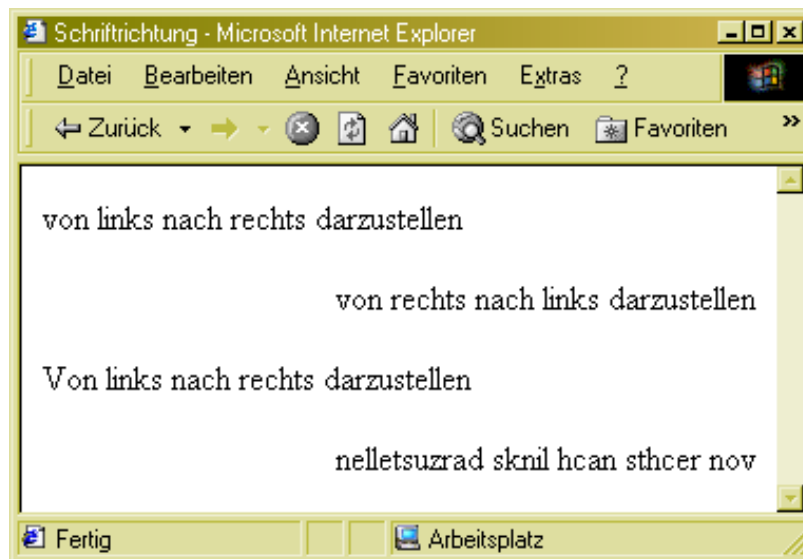 Schriftrichtung - Microsoft Internet Explorer
Datei Bearbeiten Ansicht Favoriten Extras ?
Zurück Suchen Favoriten »
von links nach rechts darzustellen
von rechts nach links darzustellen
Von links nach rechts darzustellen
nelletsuzrad sknil hcan sthcer nov
Fertig Arbeitsplatz